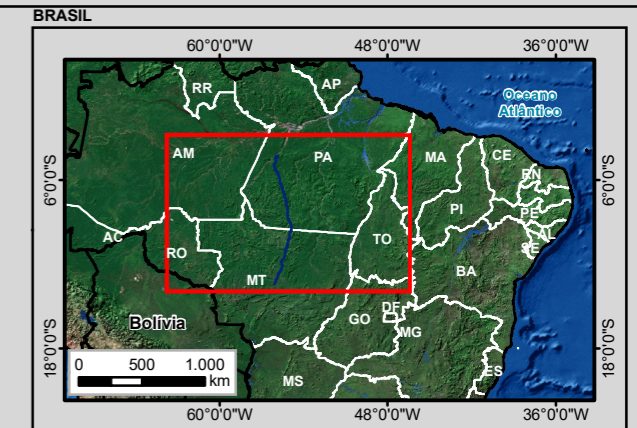 BRASIL
60°0'0"W 48°0'0"W 36°0'0"W
RR
AP
Oceano
Atlântico
AM
PA
MA
CE
RN
6°0'0"S
6°0'0"S
PI
PE
AC
RO
TO
AL
SE
MT
BA
Bolívia
GO
DF
MG
18°0'0"S
18°0'0"S
0 500 1.000
km
MS
ES
60°0'0"W 48°0'0"W 36°0'0"W